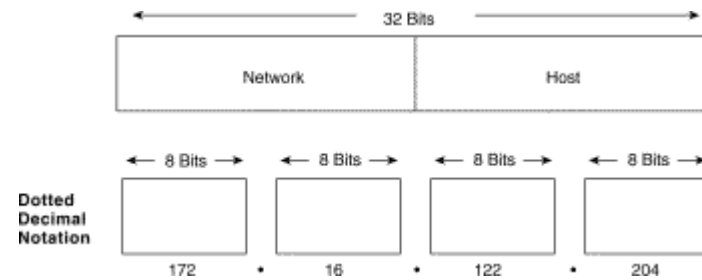 32 Bits
Network Host
8 Bits 8 Bits 8 Bits 8 Bits
Dotted
Decimal
Notation
172 • 16 • 122 • 204